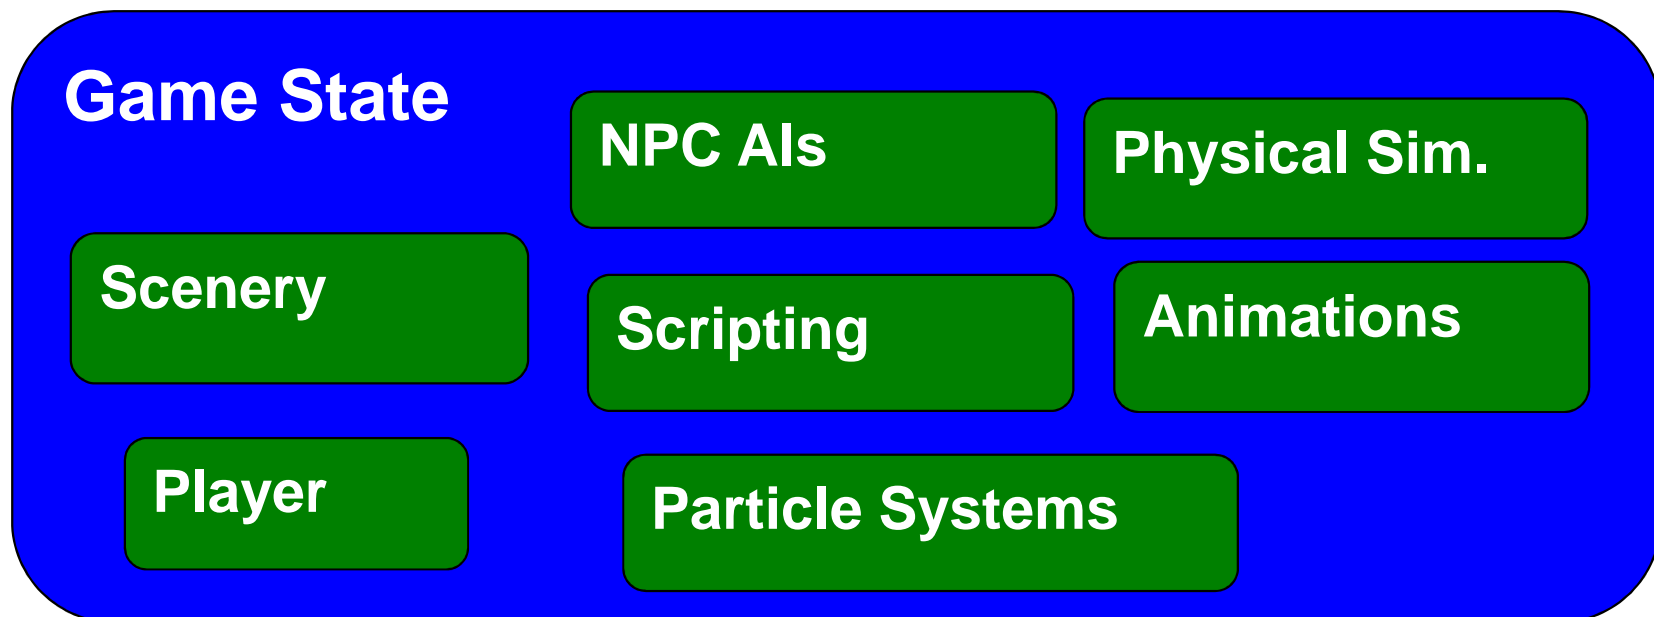 Game State
NPC AIs
Physical Sim.
Scenery
Scripting
Animations
Player
Particle Systems